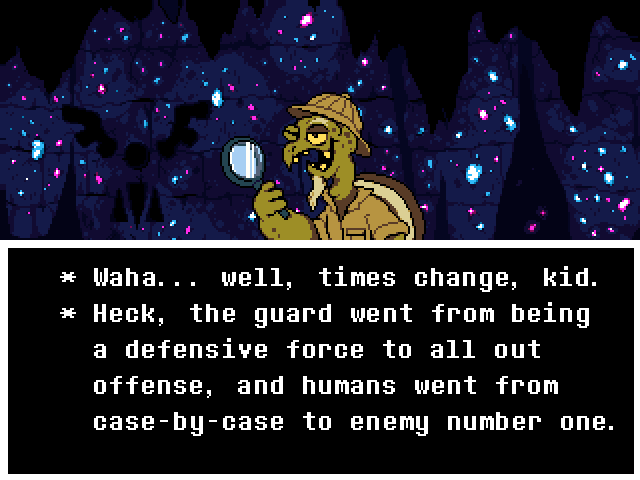 * Waha... well, times change, kid.
* Heck, the guard went from being
a defensive force to all out
offense, and humans went from
case-by-case to enemy number one.